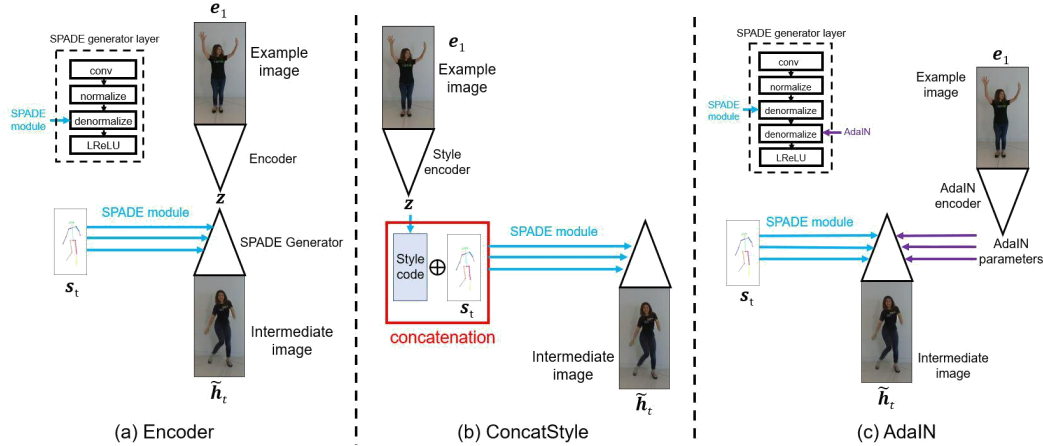 e₁
SPADE generator layer
conv
normalize
denormalize
LReLU
SPADE
module
Example
image
Encoder
z
SPADE module
SPADE Generator
sₜ
Intermediate
image
h̃ₜ
(a) Encoder
e₁
Example
image
Style
encoder
z
Style
code
⊕
sₜ
concatenation
SPADE module
Intermediate
image
h̃ₜ
(b) ConcatStyle
SPADE generator layer
conv
normalize
denormalize
denormalize
LReLU
SPADE
module
AdaIN
e₁
Example
image
AdaIN
encoder
SPADE module
AdaIN
parameters
sₜ
Intermediate
image
h̃ₜ
(c) AdaIN